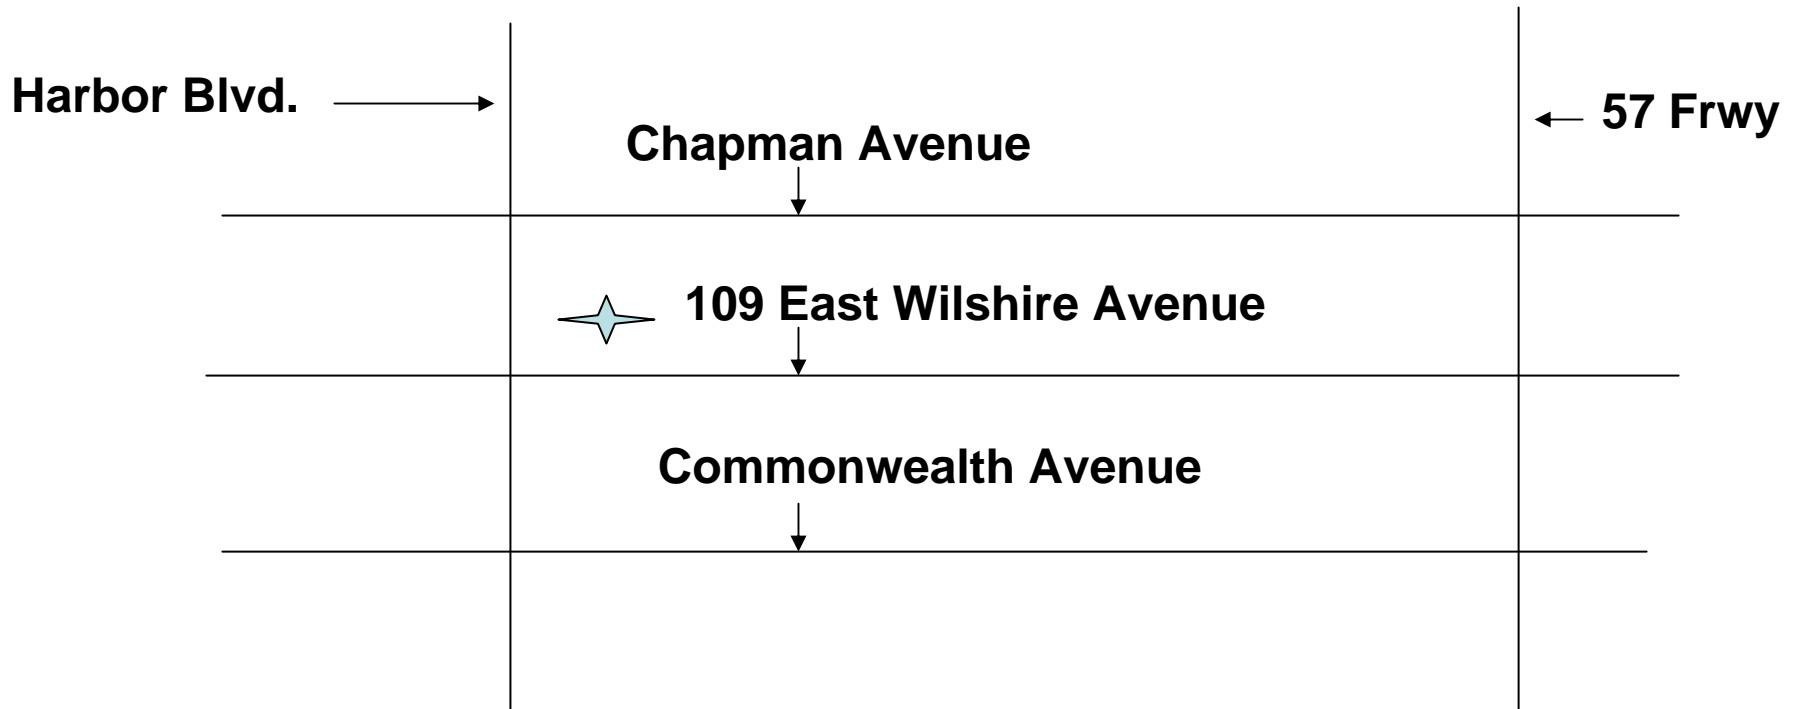 Harbor Blvd.
57 Frwy
Chapman Avenue
109 East Wilshire Avenue
Commonwealth Avenue